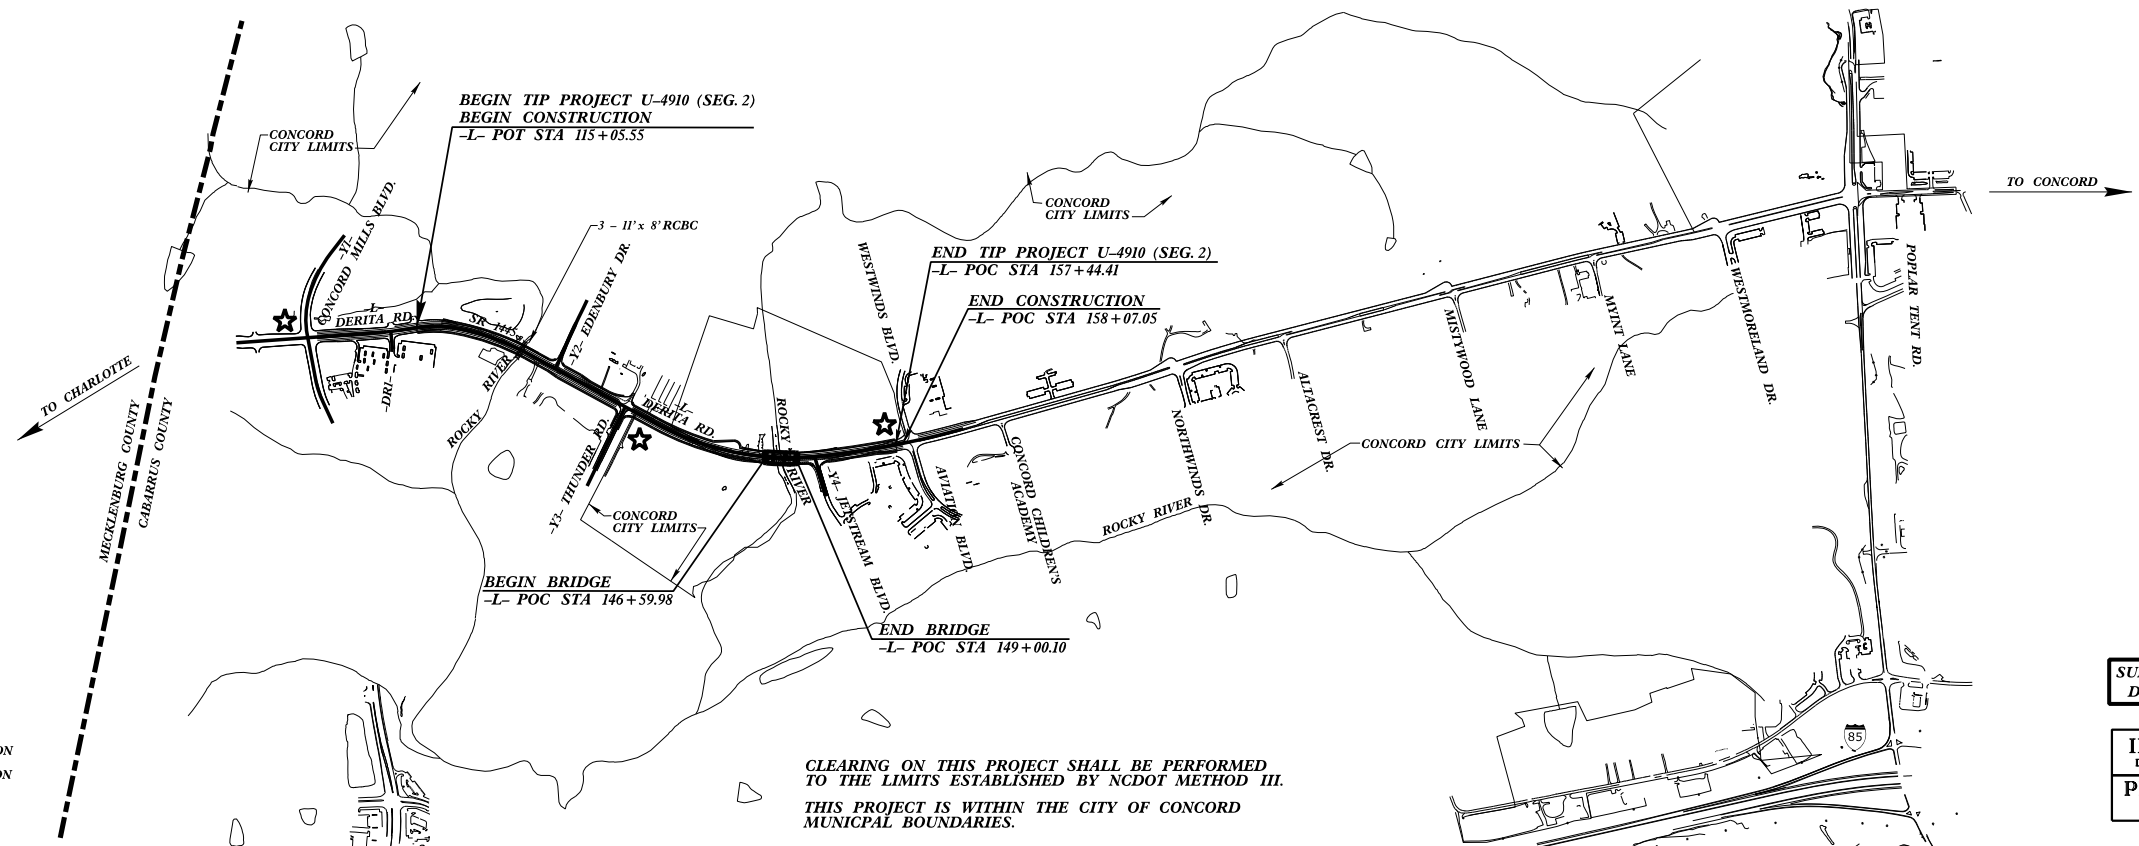 BEGIN TIP PROJECT U-4910 (SEG. 2)
BEGIN CONSTRUCTION
-L- POT STA 115+05.55
CONCORD
CITY LIMITS
TO CONCORD
CONCORD
CITY LIMITS
3 - 11' x 8' RCBC
-Y1-
CONCORD MILLS BLVD.
-Y2- EDENBURY DR.
WESTWINDS BLVD.
END TIP PROJECT U-4910 (SEG. 2)
-L- POC STA 157+44.41
END CONSTRUCTION
-L- POC STA 158+07.05
POPLAR TENT RD.
WESTMORELAND DR.
MYINT LANE
MISTYWOOD LANE
-L-
DERITA RD.
SR 1445
ROCKY RIVER
TO CHARLOTTE
-DRI-
-L-
DERITA RD.
ALTACREST DR.
NORTHWINDS DR.
CONCORD CITY LIMITS
MECKLENBURG COUNTY
CABARRUS COUNTY
-Y3- THUNDER RD.
ROCKY RIVER
-Y4- JETSTREAM BLVD.
AVIATION BLVD.
CONCORD CHILDREN'S
ACADEMY
ROCKY RIVER
CONCORD
CITY LIMITS
BEGIN BRIDGE
-L- POC STA 146+59.98
END BRIDGE
-L- POC STA 149+00.10
85
CLEARING ON THIS PROJECT SHALL BE PERFORMED
TO THE LIMITS ESTABLISHED BY NCDOT METHOD III.
THIS PROJECT IS WITHIN THE CITY OF CONCORD
MUNICPAL BOUNDARIES.